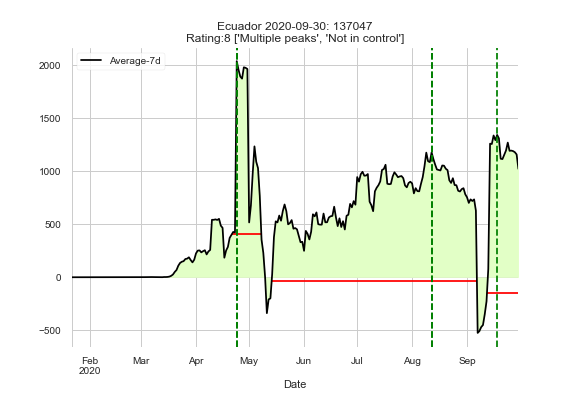 Ecuador 2020-09-30: 137047
Rating:8 ['Multiple peaks', 'Not in control']
Average-7d
2000
1500
1000
500
0
−500
Feb
2020
Mar
Apr
May
Jun
Jul
Aug
Sep
Date